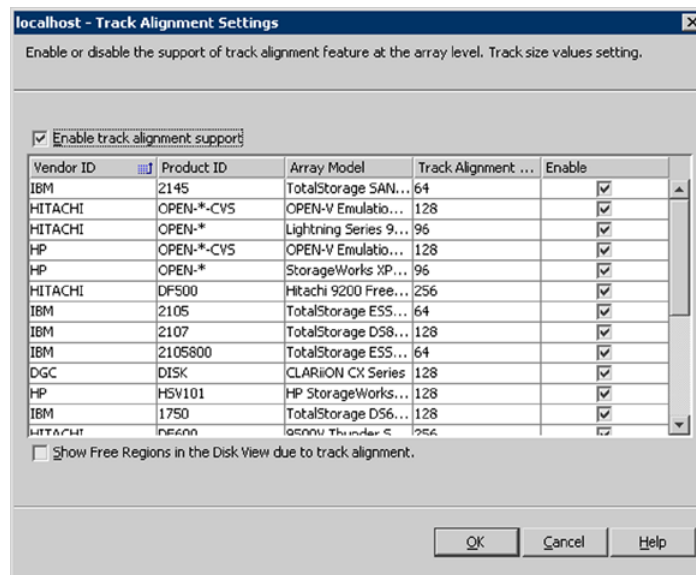 localhost - Track Alignment Settings
Enable or disable the support of track alignment feature at the array level. Track size values setting.
Enable track alignment support
Vendor ID Product ID Array Model Track Alignment ... Enable
IBM 2145 TotalStorage SAN... 64
HITACHI OPEN-*-CVS OPEN-V Emulatio... 128
HITACHI OPEN-* Lightning Series 9... 96
HP OPEN-*-CVS OPEN-V Emulatio... 128
HP OPEN-* StorageWorks XP... 96
HITACHI DF500 Hitachi 9200 Free... 256
IBM 2105 TotalStorage ESS... 64
IBM 2107 TotalStorage DS8... 128
IBM 2105800 TotalStorage ESS... 64
DGC DISK CLARiiON CX Series 128
HP HSV101 HP StorageWorks... 128
IBM 1750 TotalStorage DS6... 128
HITACHI DF600 9500V Thunder S... 256
Show Free Regions in the Disk View due to track alignment.
OK Cancel Help